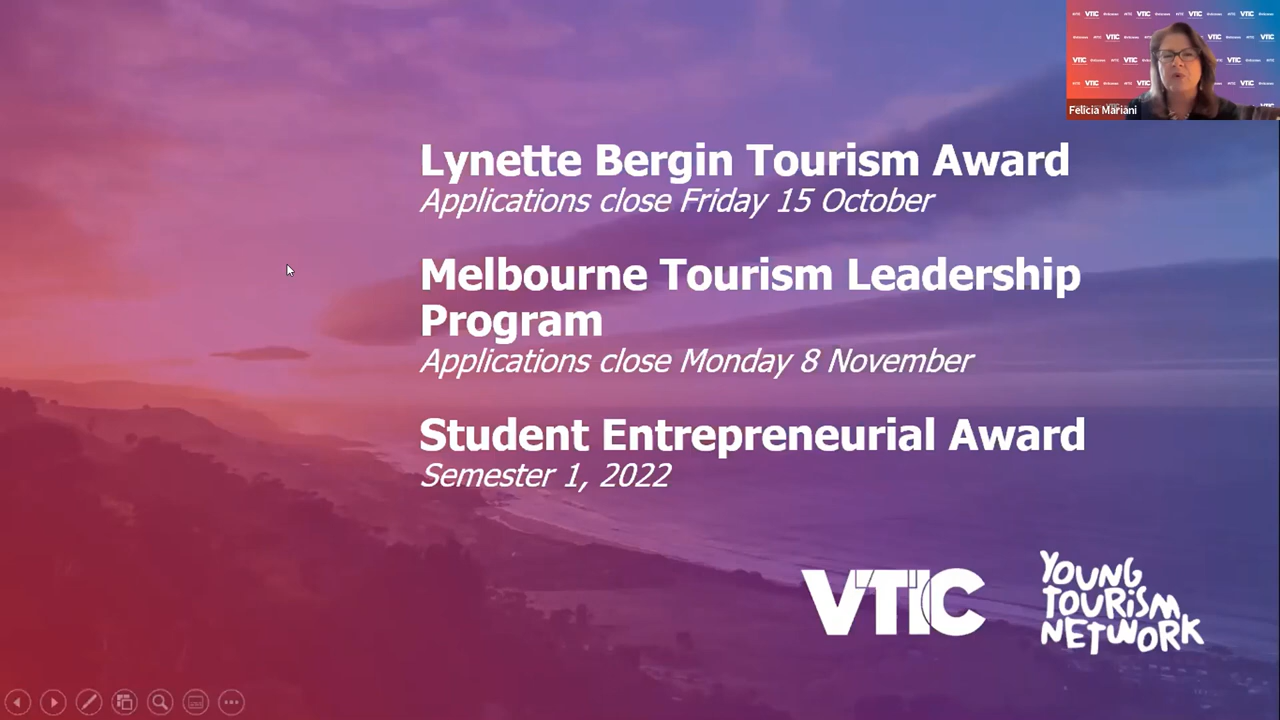 Felicia Mariani
Lynette Bergin Tourism Award
Applications close Friday 15 October
Melbourne Tourism Leadership
Program
Applications close Monday 8 November
Student Entrepreneurial Award
Semester 1, 2022
VTIC
YOUNG
TOURISM
NETWORK